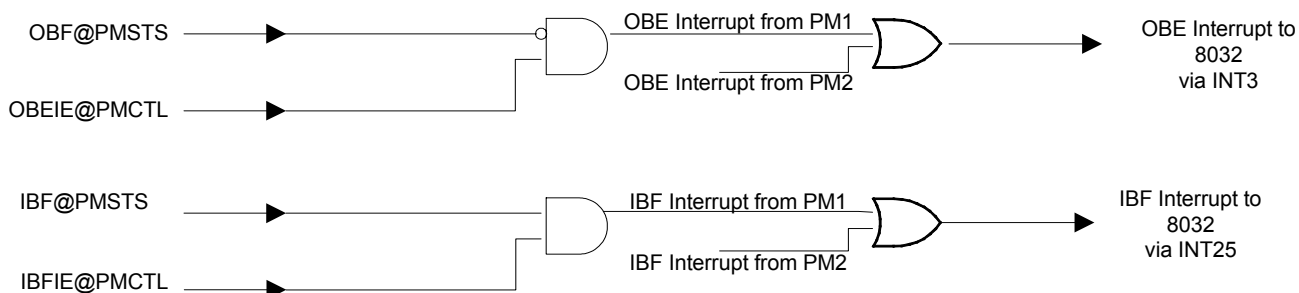 OBF@PMSTS
OBE Interrupt from PM1
OBE Interrupt to
8032
via INT3
OBE Interrupt from PM2
OBEIE@PMCTL
IBF@PMSTS
IBF Interrupt from PM1
IBF Interrupt to
8032
via INT25
IBF Interrupt from PM2
IBFIE@PMCTL